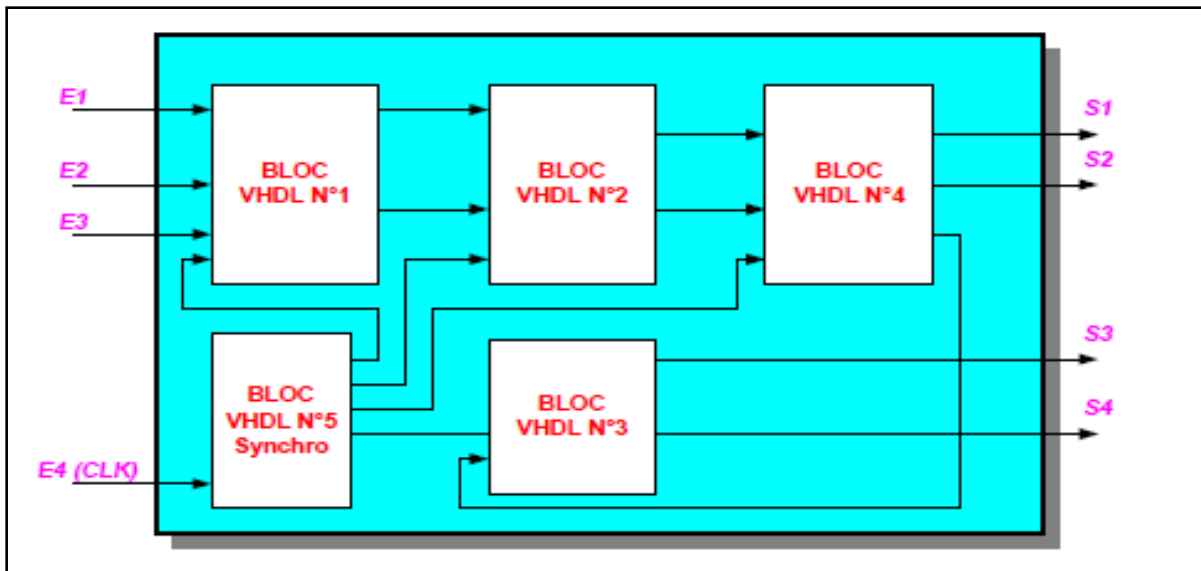 E1
E2
E3
E4 (CLK)
BLOC
VHDL N°1
BLOC
VHDL N°2
BLOC
VHDL N°4
BLOC
VHDL N°5
Synchro
BLOC
VHDL N°3
S1
S2
S3
S4